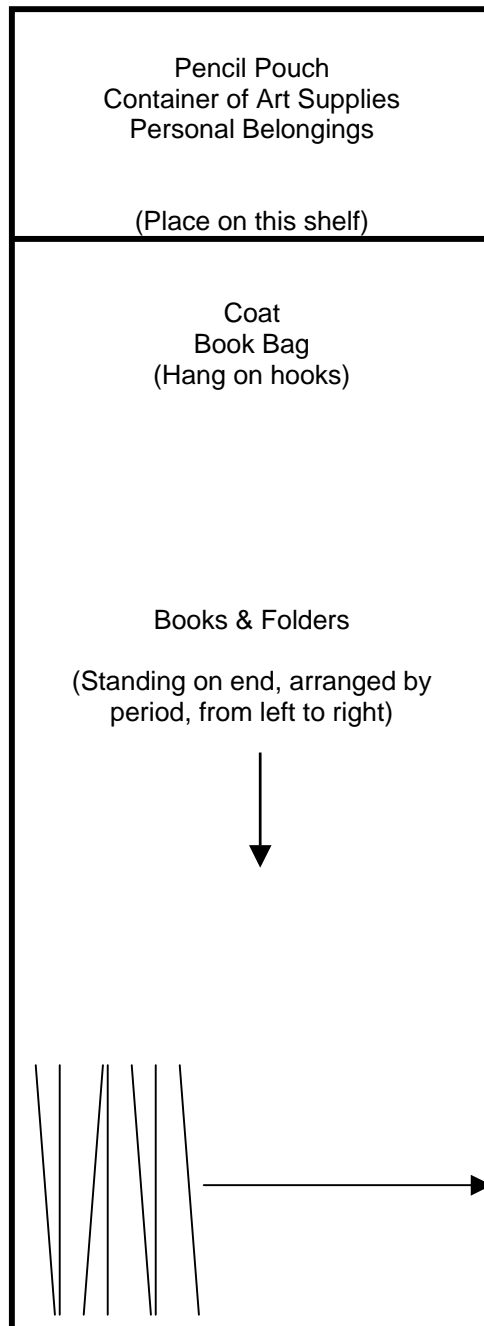 Pencil Pouch
Container of Art Supplies
Personal Belongings
(Place on this shelf)
Coat
Book Bag
(Hang on hooks)
Books & Folders
(Standing on end, arranged by
period, from left to right)